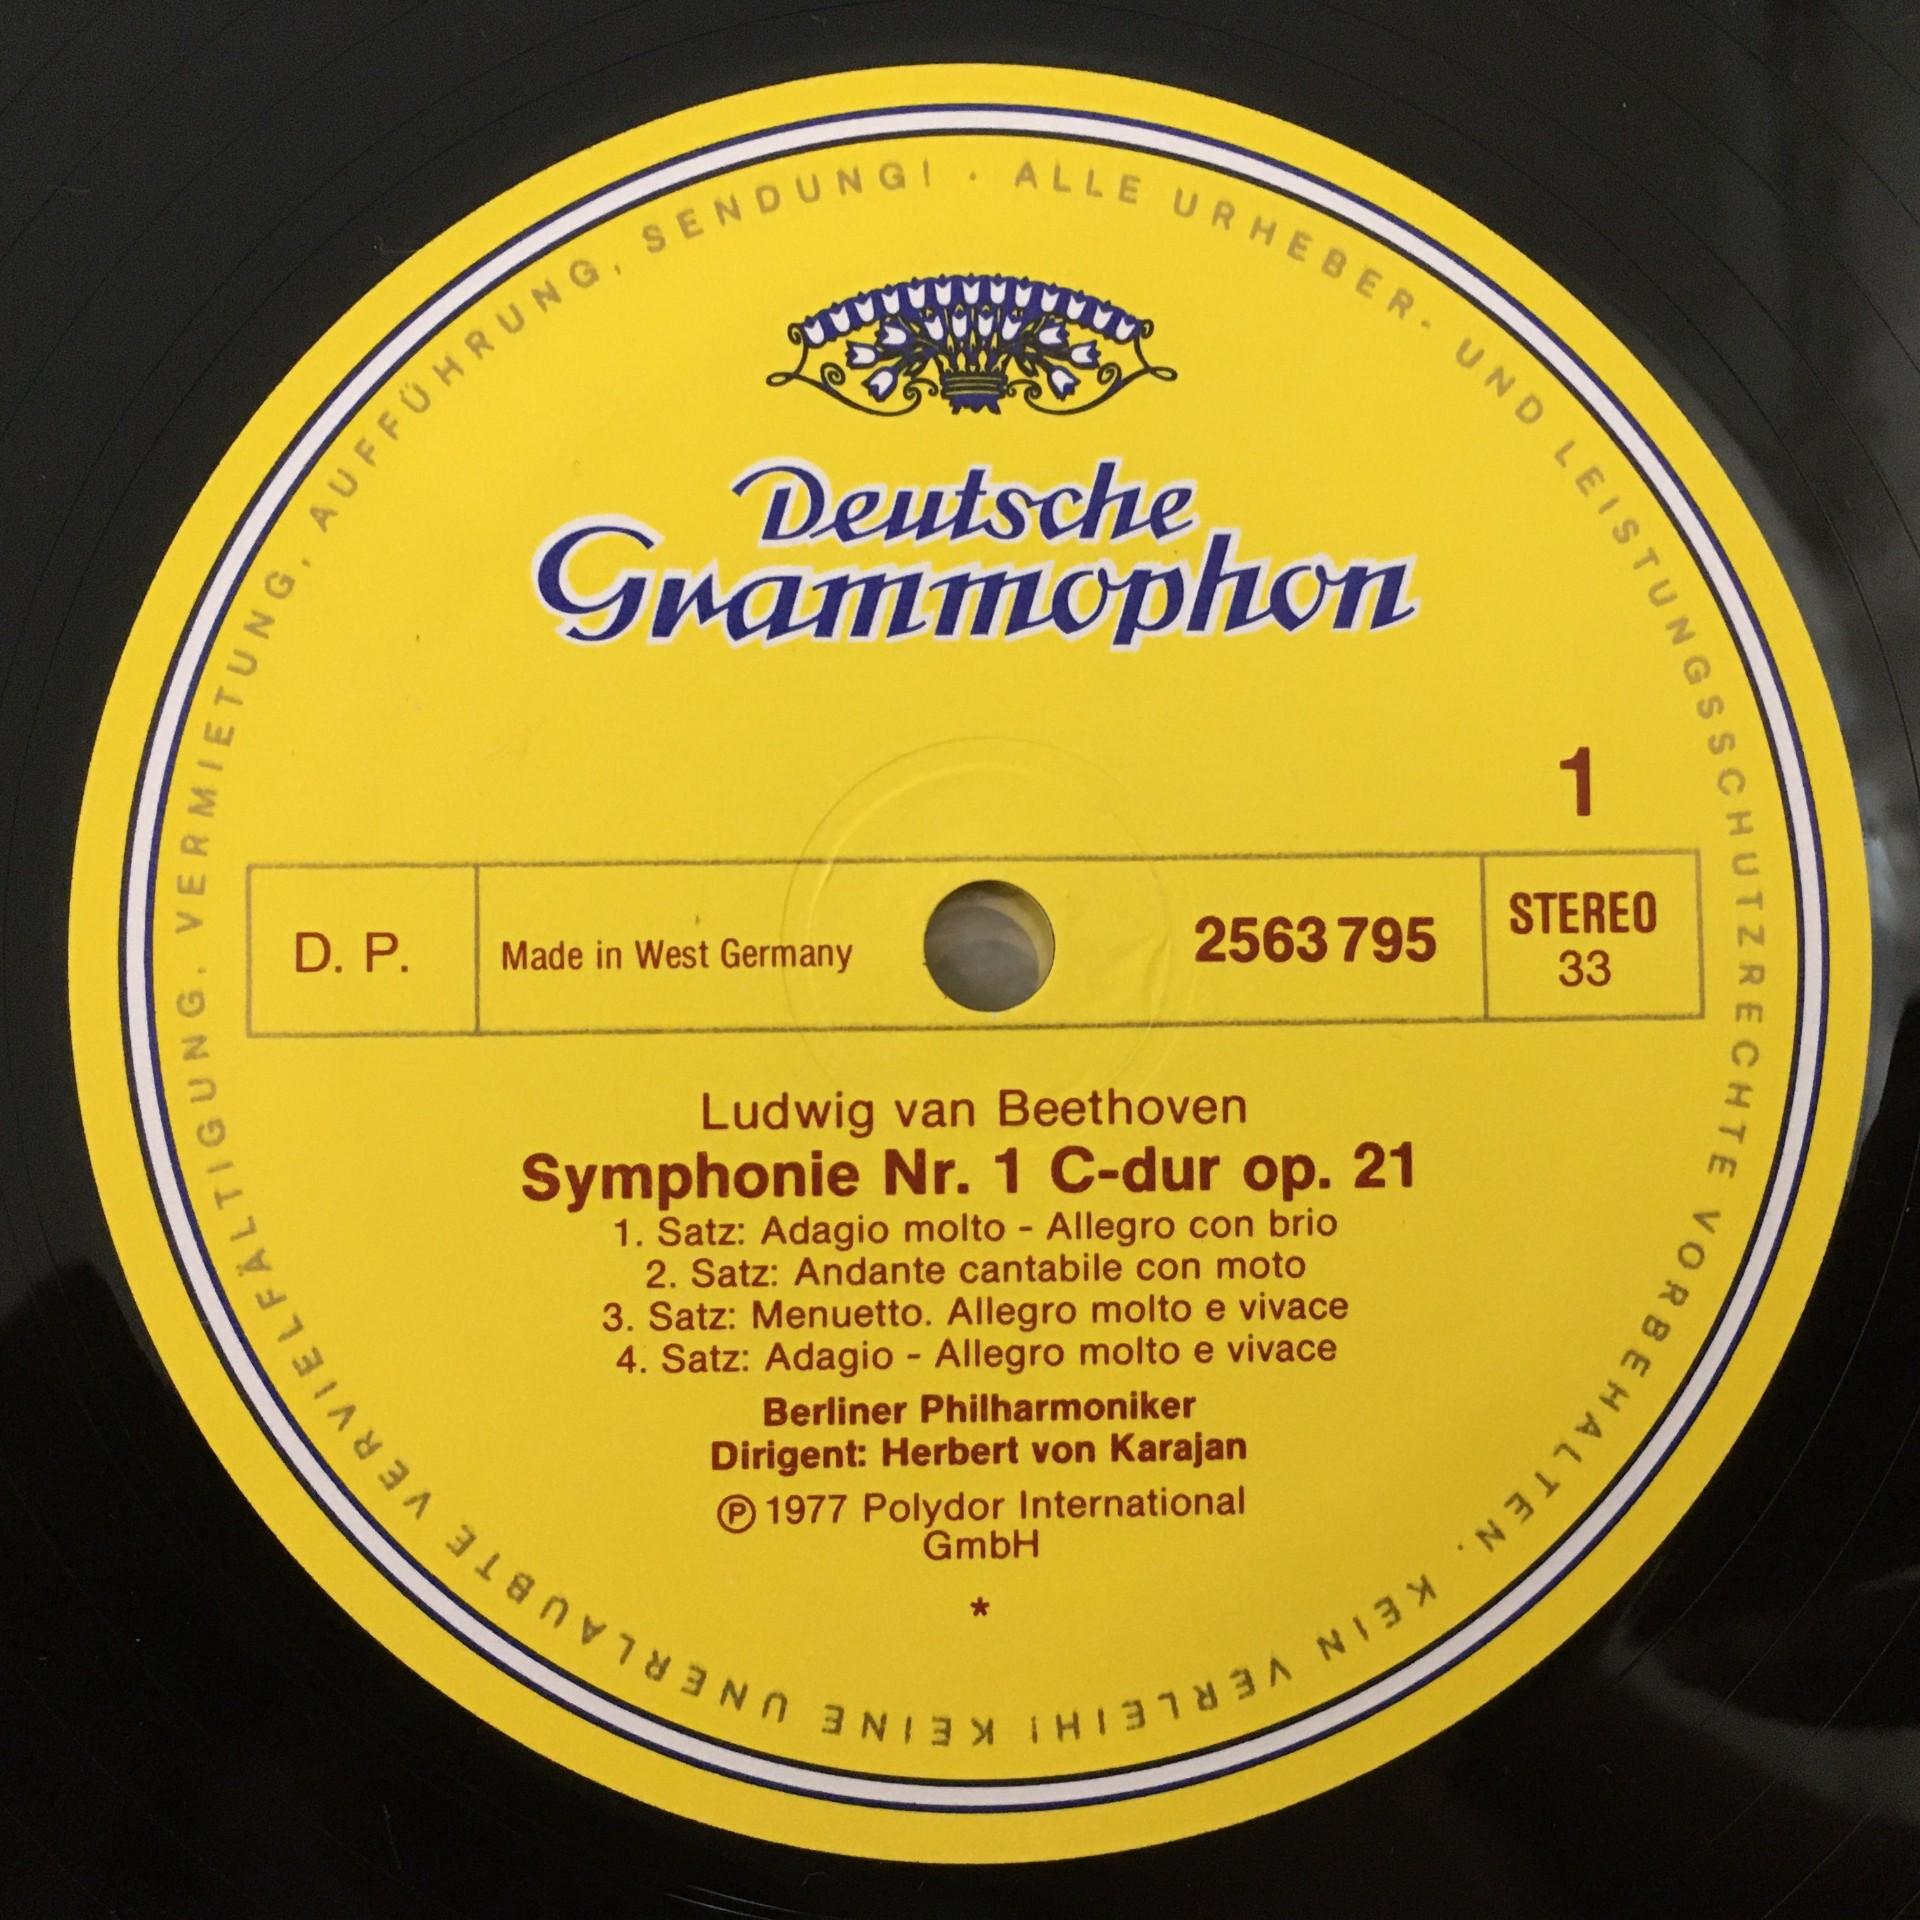 ALLE URHEBER- UND LEISTUNGSSCHUTZRECHTE VORBEHALTEN. KEIN VERLEIH! KEINE UNERLAUBTE VERVIELFÄLTIGUNG, VERMIETUNG, AUFFÜHRUNG, SENDUNG! ·
Deutsche
Grammophon
1
D. P.
Made in West Germany
2563 795
STEREO
33
Ludwig van Beethoven
Symphonie Nr. 1 C-dur op. 21
1. Satz: Adagio molto - Allegro con brio
2. Satz: Andante cantabile con moto
3. Satz: Menuetto. Allegro molto e vivace
4. Satz: Adagio - Allegro molto e vivace
Berliner Philharmoniker
Dirigent: Herbert von Karajan
℗ 1977 Polydor International
GmbH
*